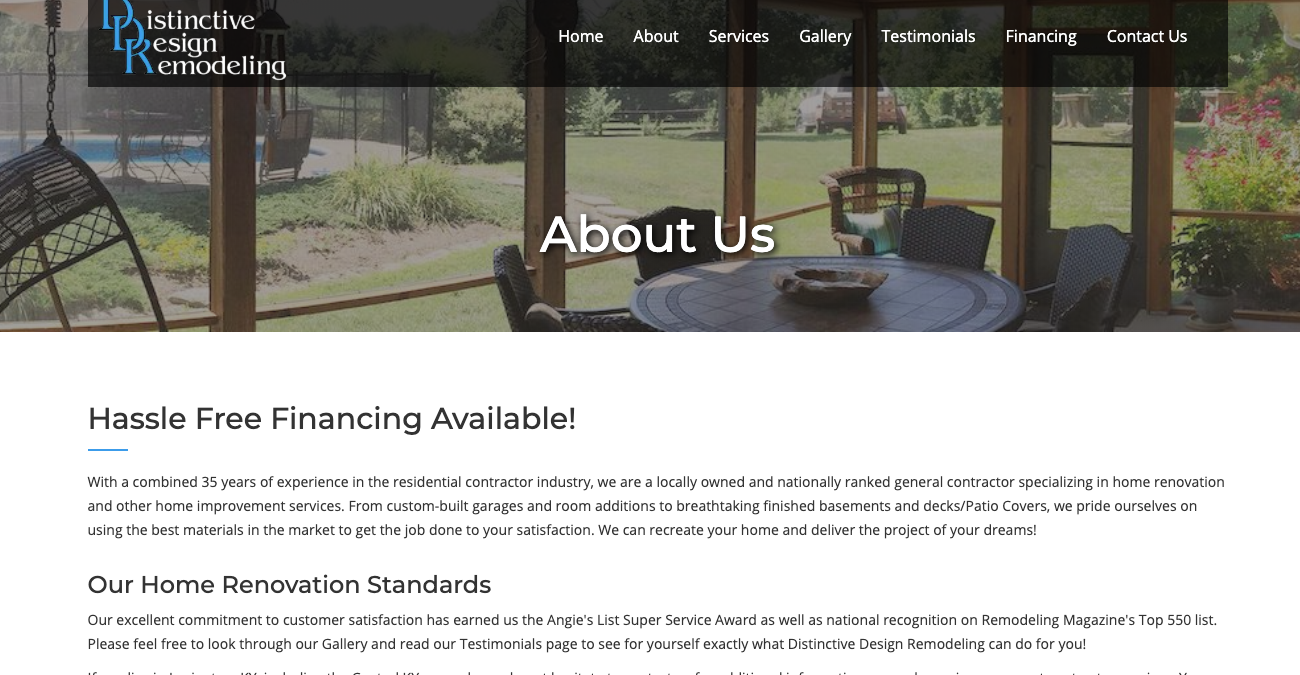 Distinctive
Design
Remodeling
Home About Services Gallery Testimonials Financing Contact Us
About Us
Hassle Free Financing Available!
With a combined 35 years of experience in the residential contractor industry, we are a locally owned and nationally ranked general contractor specializing in home renovation
and other home improvement services. From custom-built garages and room additions to breathtaking finished basements and decks/Patio Covers, we pride ourselves on
using the best materials in the market to get the job done to your satisfaction. We can recreate your home and deliver the project of your dreams!
Our Home Renovation Standards
Our excellent commitment to customer satisfaction has earned us the Angie's List Super Service Award as well as national recognition on Remodeling Magazine's Top 550 list.
Please feel free to look through our Gallery and read our Testimonials page to see for yourself exactly what Distinctive Design Remodeling can do for you!